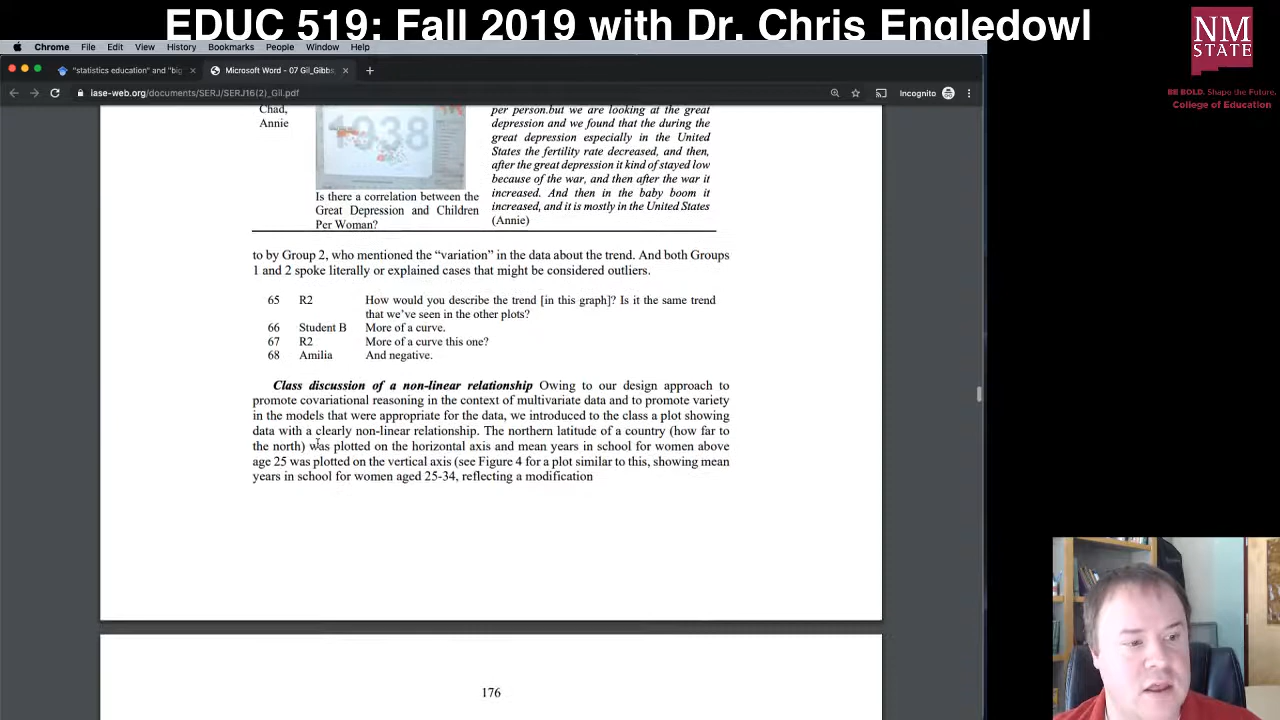 EDUC 519: Fall 2019 with Dr. Chris Engledowl
NM
STATE
BE BOLD. Shape the Future.
College of Education
Chrome File Edit View History Bookmarks People Window Help
"statistics education" and "big
Microsoft Word - 07 Gil_Gibbs
iase-web.org/documents/SERJ/SERJ16(2)_Gil.pdf
Incognito
Chad,
Annie
1938
Is there a correlation between the
Great Depression and Children
Per Woman?
per person.but we are looking at the great
depression and we found that the during the
great depression especially in the United
States the fertility rate decreased, and then,
after the great depression it kind of stayed low
because of the war, and then after the war it
increased. And then in the baby boom it
increased, and it is mostly in the United States
(Annie)
to by Group 2, who mentioned the “variation” in the data about the trend. And both Groups
1 and 2 spoke literally or explained cases that might be considered outliers.
65 R2 How would you describe the trend [in this graph]? Is it the same trend
that we’ve seen in the other plots?
66 Student B More of a curve.
67 R2 More of a curve this one?
68 Amilia And negative.
Class discussion of a non-linear relationship Owing to our design approach to
promote covariational reasoning in the context of multivariate data and to promote variety
in the models that were appropriate for the data, we introduced to the class a plot showing
data with a clearly non-linear relationship. The northern latitude of a country (how far to
the north) was plotted on the horizontal axis and mean years in school for women above
age 25 was plotted on the vertical axis (see Figure 4 for a plot similar to this, showing mean
years in school for women aged 25-34, reflecting a modification
176